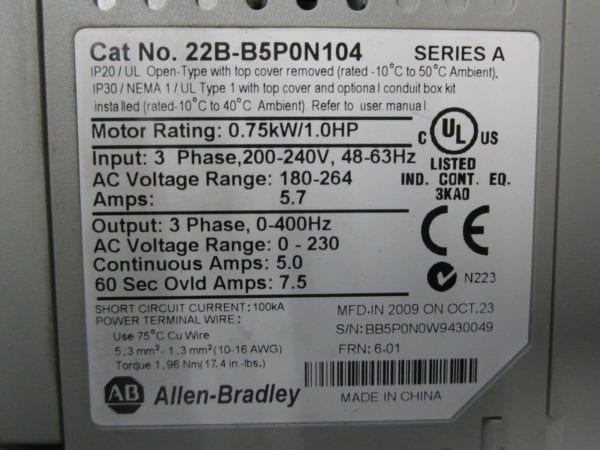 Cat No. 22B-B5P0N104 SERIES A
IP20 / UL Open-Type with top cover removed (rated -10°C to 50°C Ambient).
IP30 / NEMA 1 / UL Type 1 with top cover and optional conduit box kit
installed (rated-10°C to 40°C Ambient). Refer to user manual.
Motor Rating: 0.75kW/1.0HP
Input: 3 Phase,200-240V, 48-63Hz
AC Voltage Range: 180-264
Amps: 5.7
C UL US
LISTED
IND. CONT. EQ.
3KA0
Output: 3 Phase, 0-400Hz
AC Voltage Range: 0 - 230
Continuous Amps: 5.0
60 Sec Ovld Amps: 7.5
CE
N223
SHORT CIRCUIT CURRENT: 100kA
POWER TERMINAL WIRE :
Use 75°C Cu Wire
5.3 mm² - 1.3 mm² (10-16 AWG)
Torque 1.96 Nm(17.4 in.-lbs.)
MFD.IN 2009 ON OCT.23
S/N: BB5P0N0W9430049
FRN: 6-01
AB Allen-Bradley
MADE IN CHINA